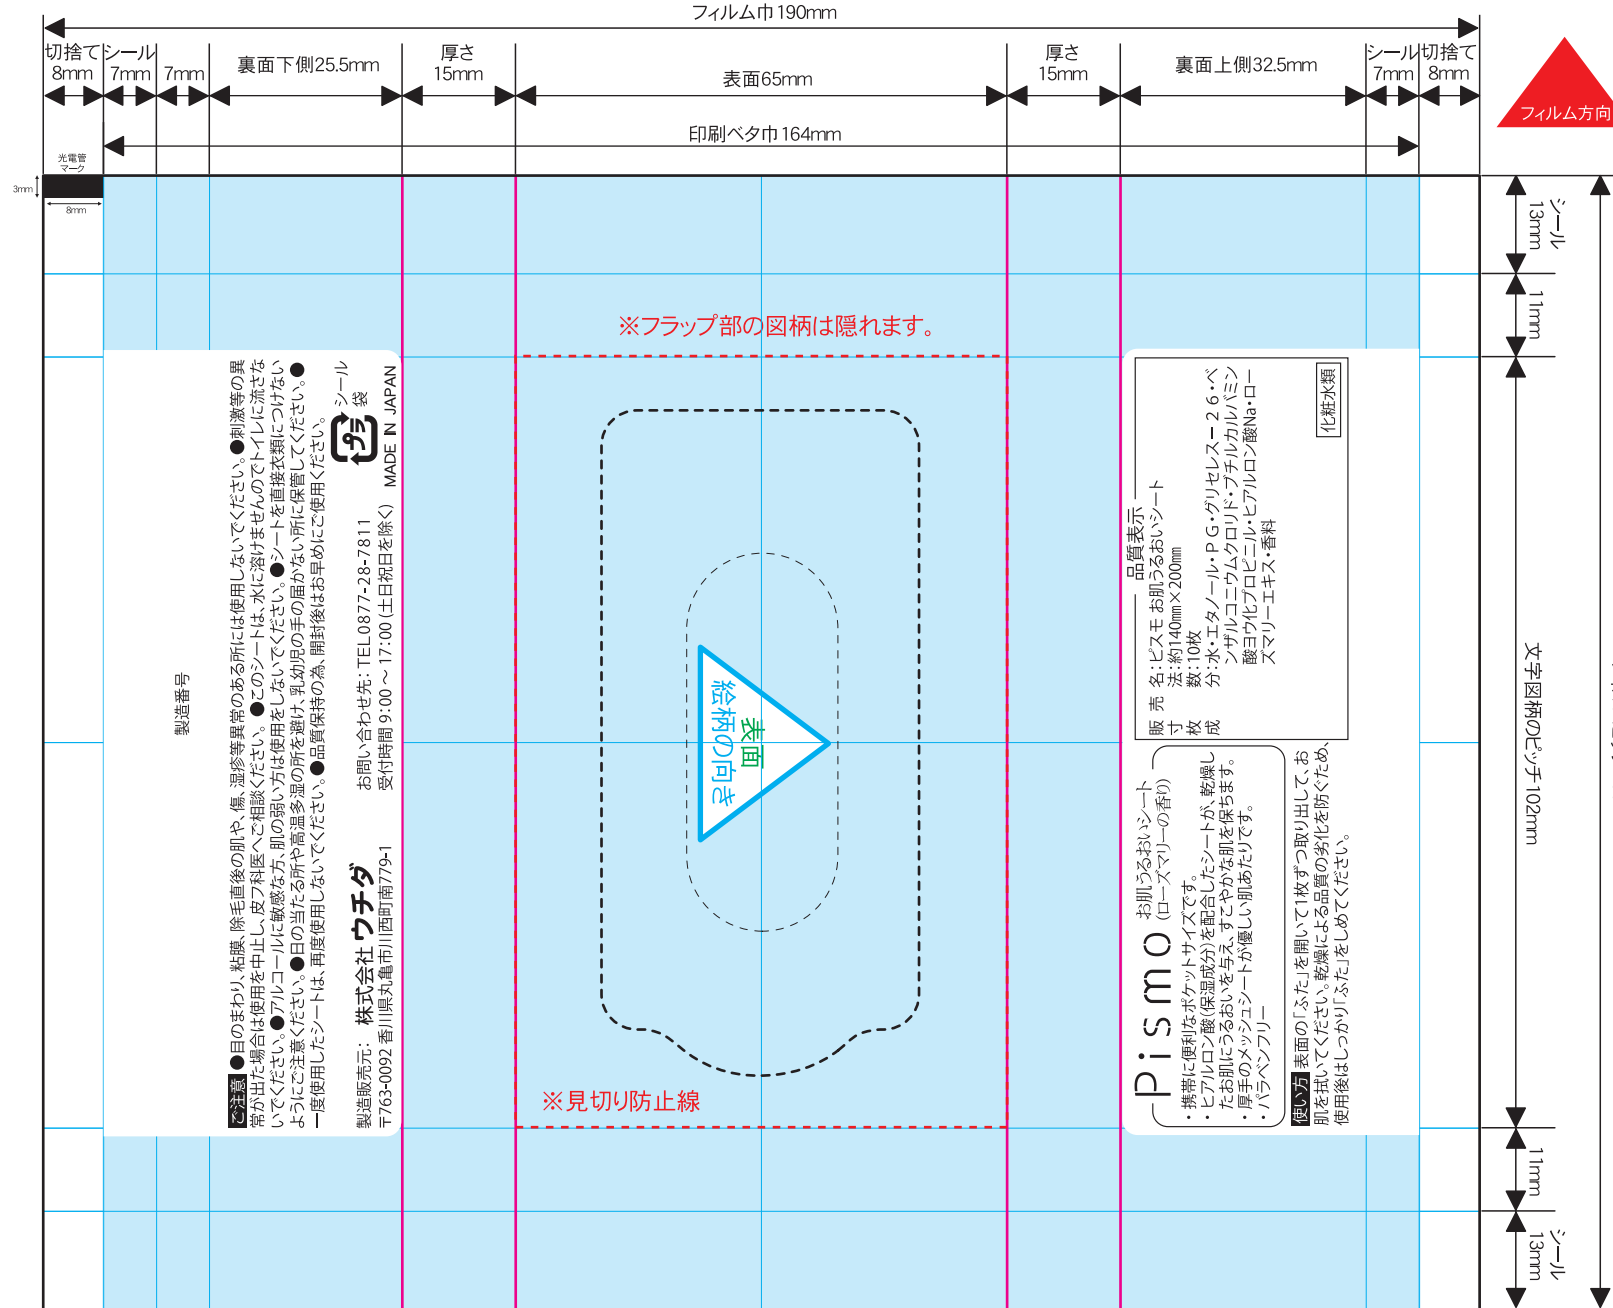 フィルム巾190mm
切捨て
8mm
シール
7mm
7mm
裏面下側25.5mm
厚さ
15mm
表面65mm
厚さ
15mm
裏面上側32.5mm
シール
7mm
切捨て
8mm
フィルム方向
印刷ベタ巾164mm
光電管
マーク
3mm
8mm
シール
13mm
11mm
文字図柄のピッチ102mm
11mm
シール
13mm
※フラップ部の図柄は隠れます。
表面
絵柄の向き
※見切り防止線
製造番号
ご注意 ●目のまわり、粘膜、除毛直後の肌や、傷、湿疹等異常のある所には使用しないでください。●刺激等の異
常が出た場合は使用を中止し、皮フ科医へご相談ください。●このシートは、水に溶けませんのでトイレに流さな
いでください。●アルコールに敏感な方、肌の弱い方は使用をしないでください。●シートを直接衣類につけない
ようにご注意ください。●日の当たる所や高温多湿の所を避け、乳幼児の手の届かない所に保管してください。●
一度使用したシートは、再度使用しないでください。●品質保持の為、開封後はお早めにご使用ください。
プラ
シール
袋
製造販売元: 株式会社 ウチダ
〒763-0092 香川県丸亀市川西町南779-1
お問い合わせ先: TEL0877-28-7811
受付時間 9:00 ～ 17:00 (土日祝日を除く)
MADE IN JAPAN
品質表示
販売名:ピスモ お肌うるおいシート
寸法:約140mm×200mm
枚数:10枚
成分:水・エタノール・PG・グリセレス－26・ベ
ンザルコニウムクロリド・ブチルカルバミン
酸ヨウ化プロピニル・ヒアルロン酸Na・ロー
ズマリーエキス・香料
化粧水類
Pismo お肌うるおいシート
(ローズマリーの香り)
・携帯に便利なポケットサイズです。
・ヒアルロン酸(保湿成分)を配合したシートが、乾燥し
たお肌にうるおいを与え、すこやかな肌を保ちます。
・厚手のメッシュシートが優しい肌あたりです。
・パラベンフリー
使い方 表面の「ふた」を開いて1枚ずつ取り出して、お
肌を拭いてください。乾燥による品質の劣化を防ぐため、
使用後はしっかり「ふた」をしめてください。